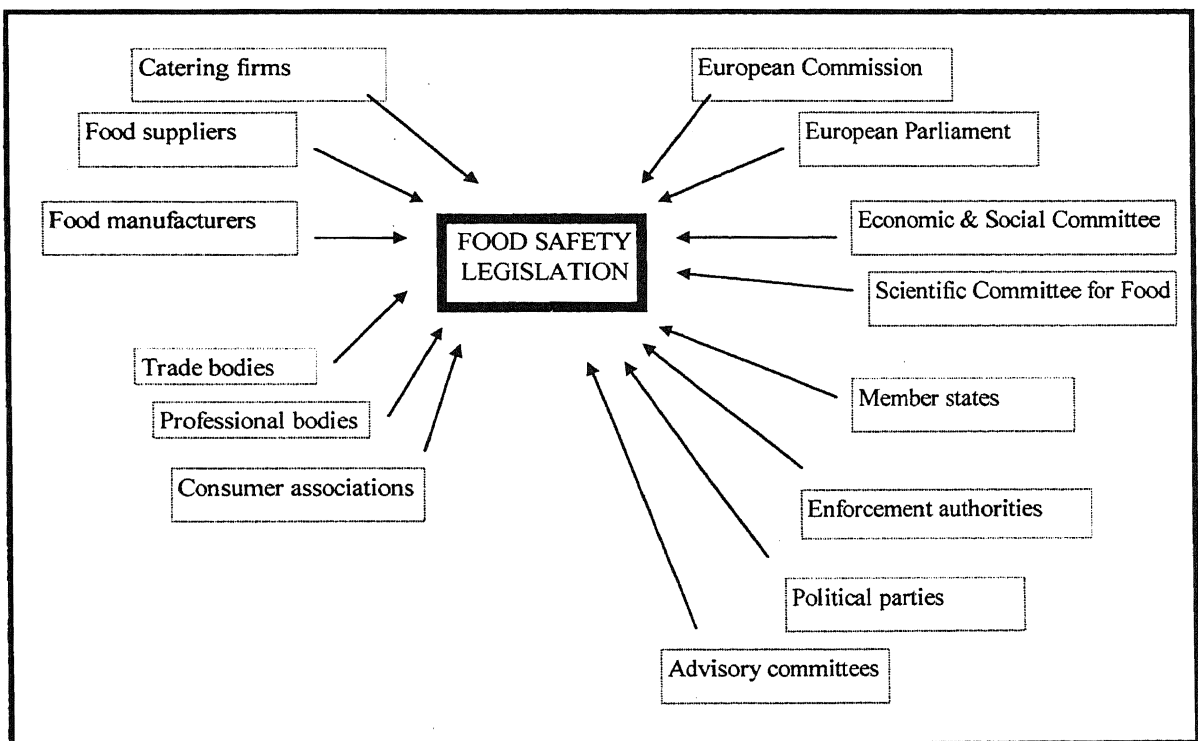 Catering firms
European Commission
Food suppliers
European Parliament
Food manufacturers
Economic & Social Committee
FOOD SAFETY
LEGISLATION
Scientific Committee for Food
Trade bodies
Member states
Professional bodies
Consumer associations
Enforcement authorities
Political parties
Advisory committees